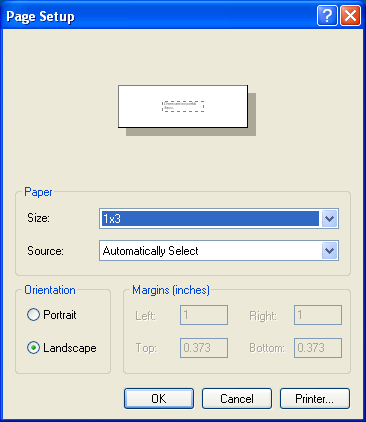 Page Setup
Paper
Size:
1x3
Source:
Automatically Select
Orientation
Portrait
Landscape
Margins (inches)
Left:
1
Right:
1
Top:
0.373
Bottom:
0.373
OK
Cancel
Printer...